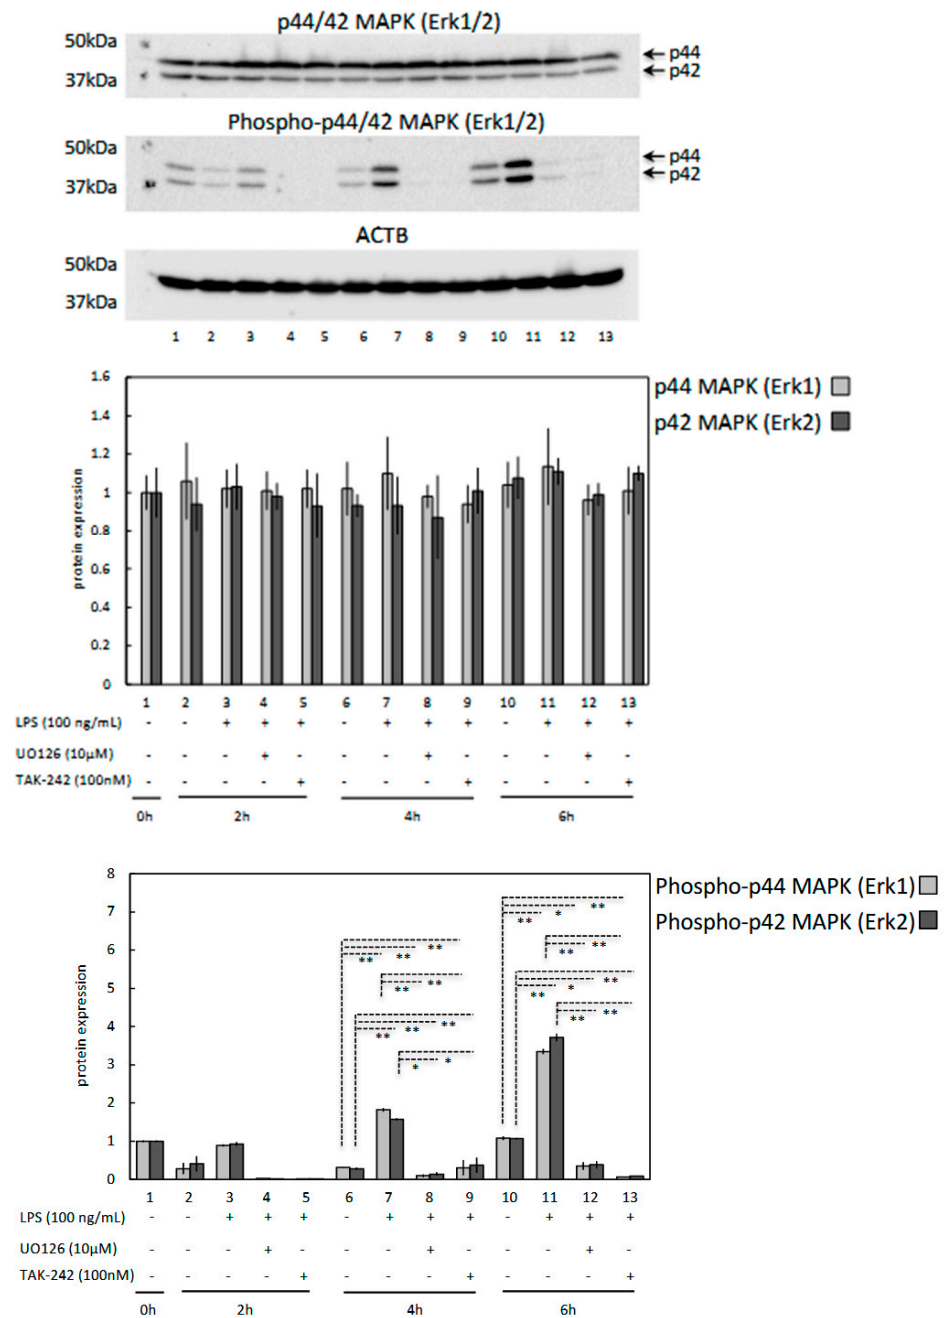 p44/42 MAPK (Erk1/2)
50kDa
p44
p42
37kDa
Phospho-p44/42 MAPK (Erk1/2)
50kDa
p44
p42
37kDa
ACTB
50kDa
37kDa
1 2 3 4 5 6 7 8 9 10 11 12 13
1.6
1.4
1.2
1
0.8
0.6
0.4
0.2
0
protein expression
p44 MAPK (Erk1)
p42 MAPK (Erk2)
1 2 3 4 5 6 7 8 9 10 11 12 13
LPS (100 ng/mL) - - + + + - + + + - + + +
UO126 (10µM) - - - + - - - + - - - + -
TAK-242 (100nM) - - - - + - - - + - - - +
0h 2h 4h 6h
8
7
6
5
4
3
2
1
0
protein expression
Phospho-p44 MAPK (Erk1)
Phospho-p42 MAPK (Erk2)
**
** *
**
** **
**
** **
** *
**
** **
**
** **
** **
* *
1 2 3 4 5 6 7 8 9 10 11 12 13
LPS (100 ng/mL) - - + + + - + + + - + + +
UO126 (10µM) - - - + - - - + - - - + -
TAK-242 (100nM) - - - - + - - - + - - - +
0h 2h 4h 6h